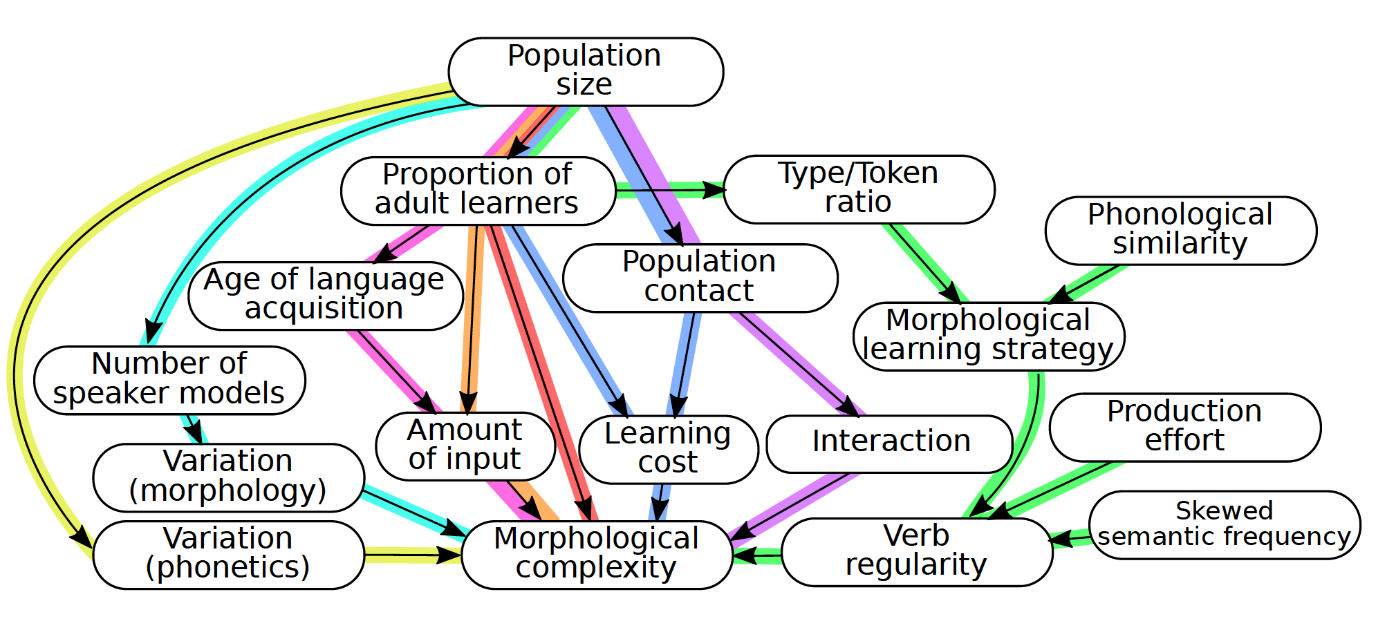 Population
size
Proportion of
adult learners
Type/Token
ratio
Phonological
similarity
Age of language
acquisition
Population
contact
Morphological
learning strategy
Number of
speaker models
Amount
of input
Learning
cost
Interaction
Production
effort
Variation
(morphology)
Variation
(phonetics)
Morphological
complexity
Verb
regularity
Skewed
semantic frequency